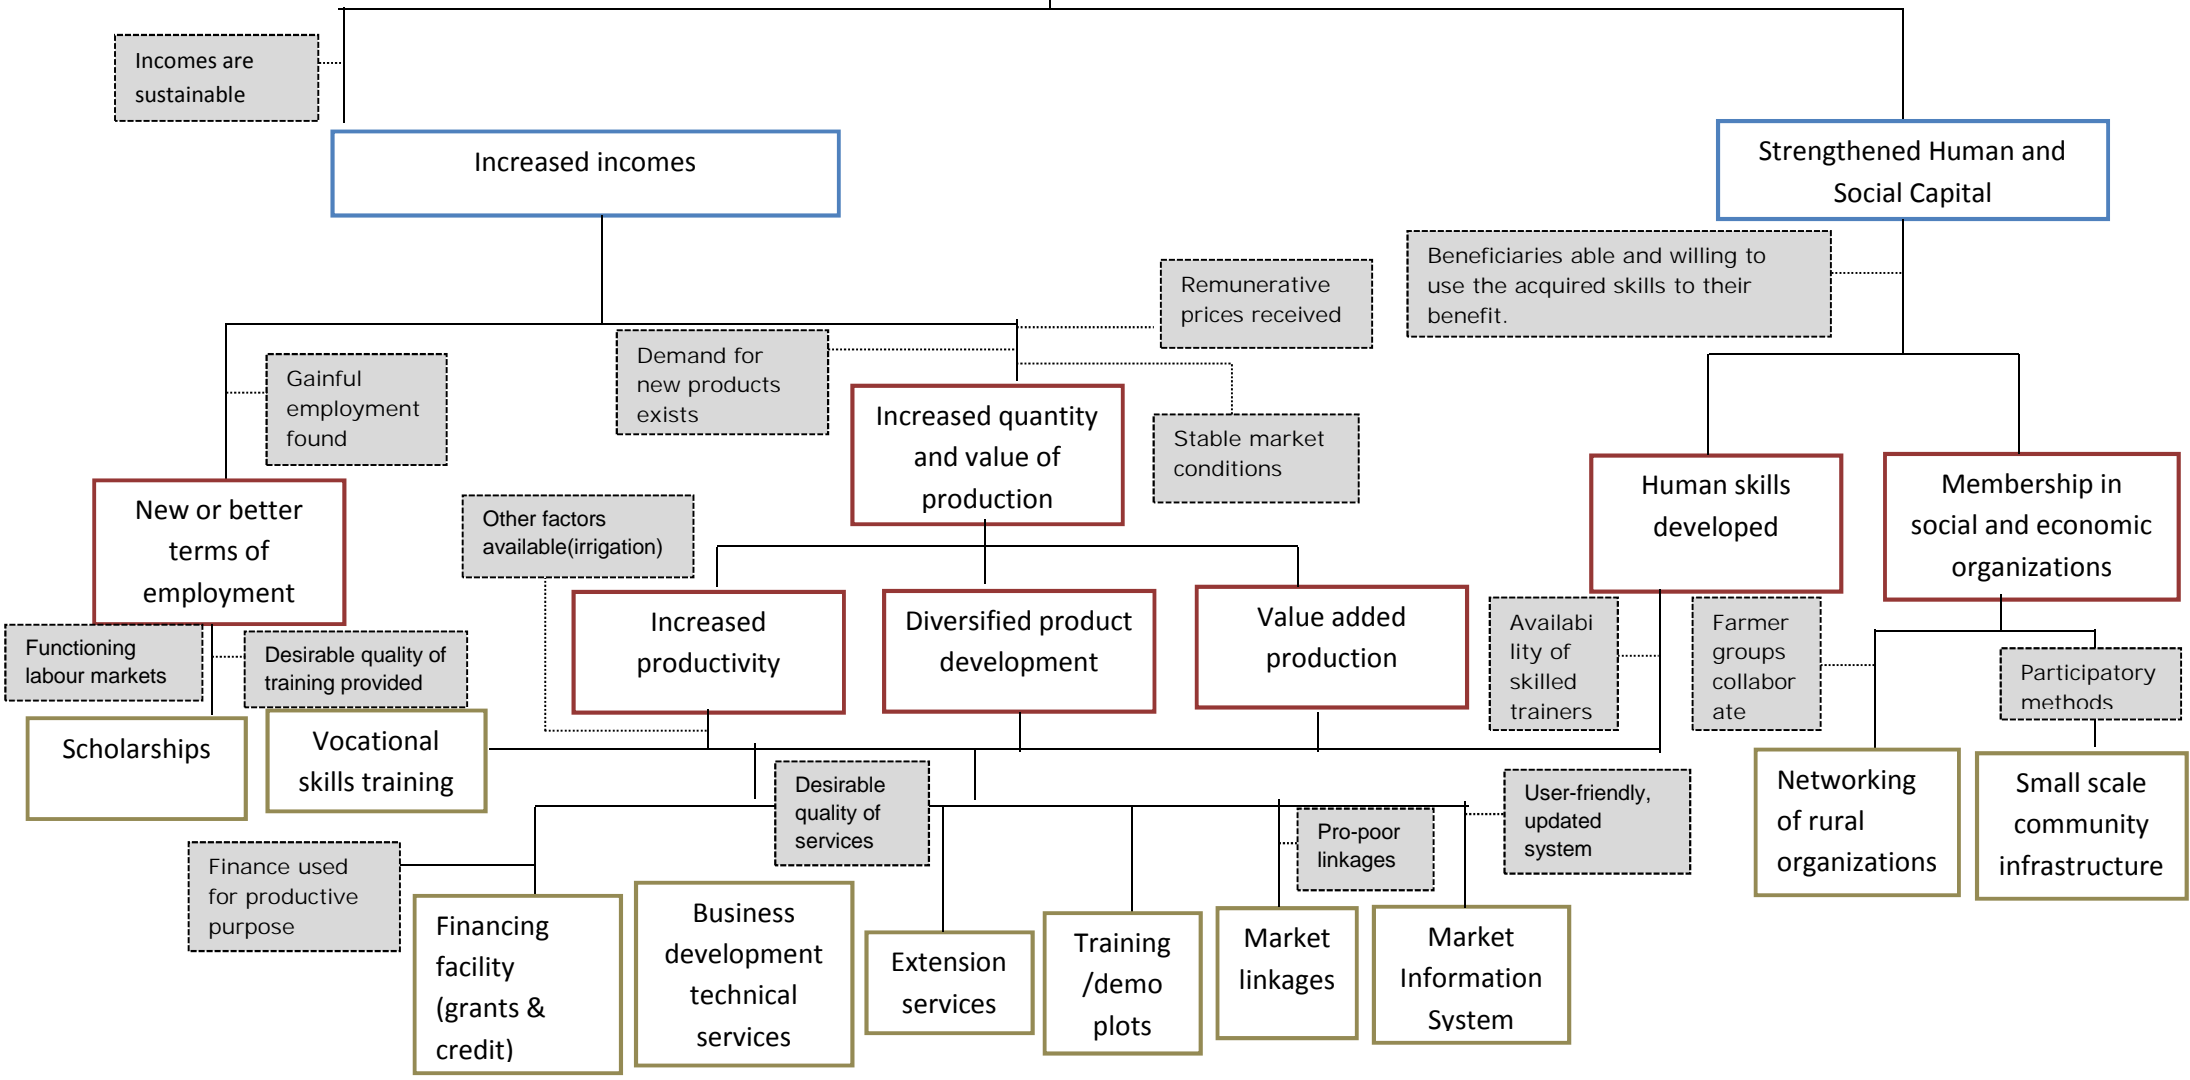 Incomes are
sustainable
Increased incomes
Strengthened Human and
Social Capital
Beneficiaries able and willing to
use the acquired skills to their
benefit.
Remunerative
prices received
Demand for
new products
exists
Gainful
employment
found
Increased quantity
and value of
production
Stable market
conditions
New or better
terms of
employment
Other factors
available(irrigation)
Human skills
developed
Membership in
social and economic
organizations
Functioning
labour markets
Desirable quality of
training provided
Increased
productivity
Diversified product
development
Value added
production
Availabi
lity of
skilled
trainers
Farmer
groups
collabor
ate
Participatory
methods
Scholarships
Vocational
skills training
Desirable
quality of
services
User-friendly,
updated
system
Pro-poor
linkages
Networking
of rural
organizations
Small scale
community
infrastructure
Finance used
for productive
purpose
Financing
facility
(grants &
credit)
Business
development
technical
services
Extension
services
Training
/demo
plots
Market
linkages
Market
Information
System